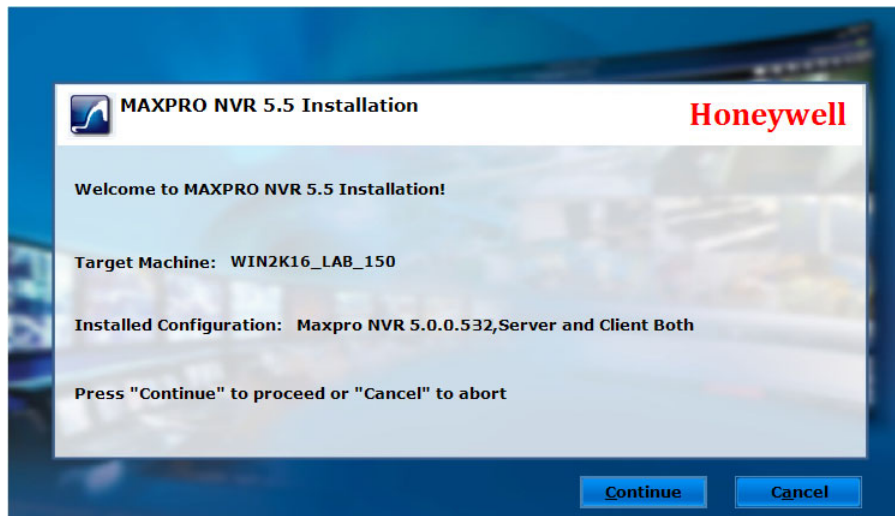 MAXPRO NVR 5.5 Installation
Honeywell
Welcome to MAXPRO NVR 5.5 Installation!
Target Machine: WIN2K16_LAB_150
Installed Configuration: Maxpro NVR 5.0.0.532,Server and Client Both
Press "Continue" to proceed or "Cancel" to abort
Continue
Cancel